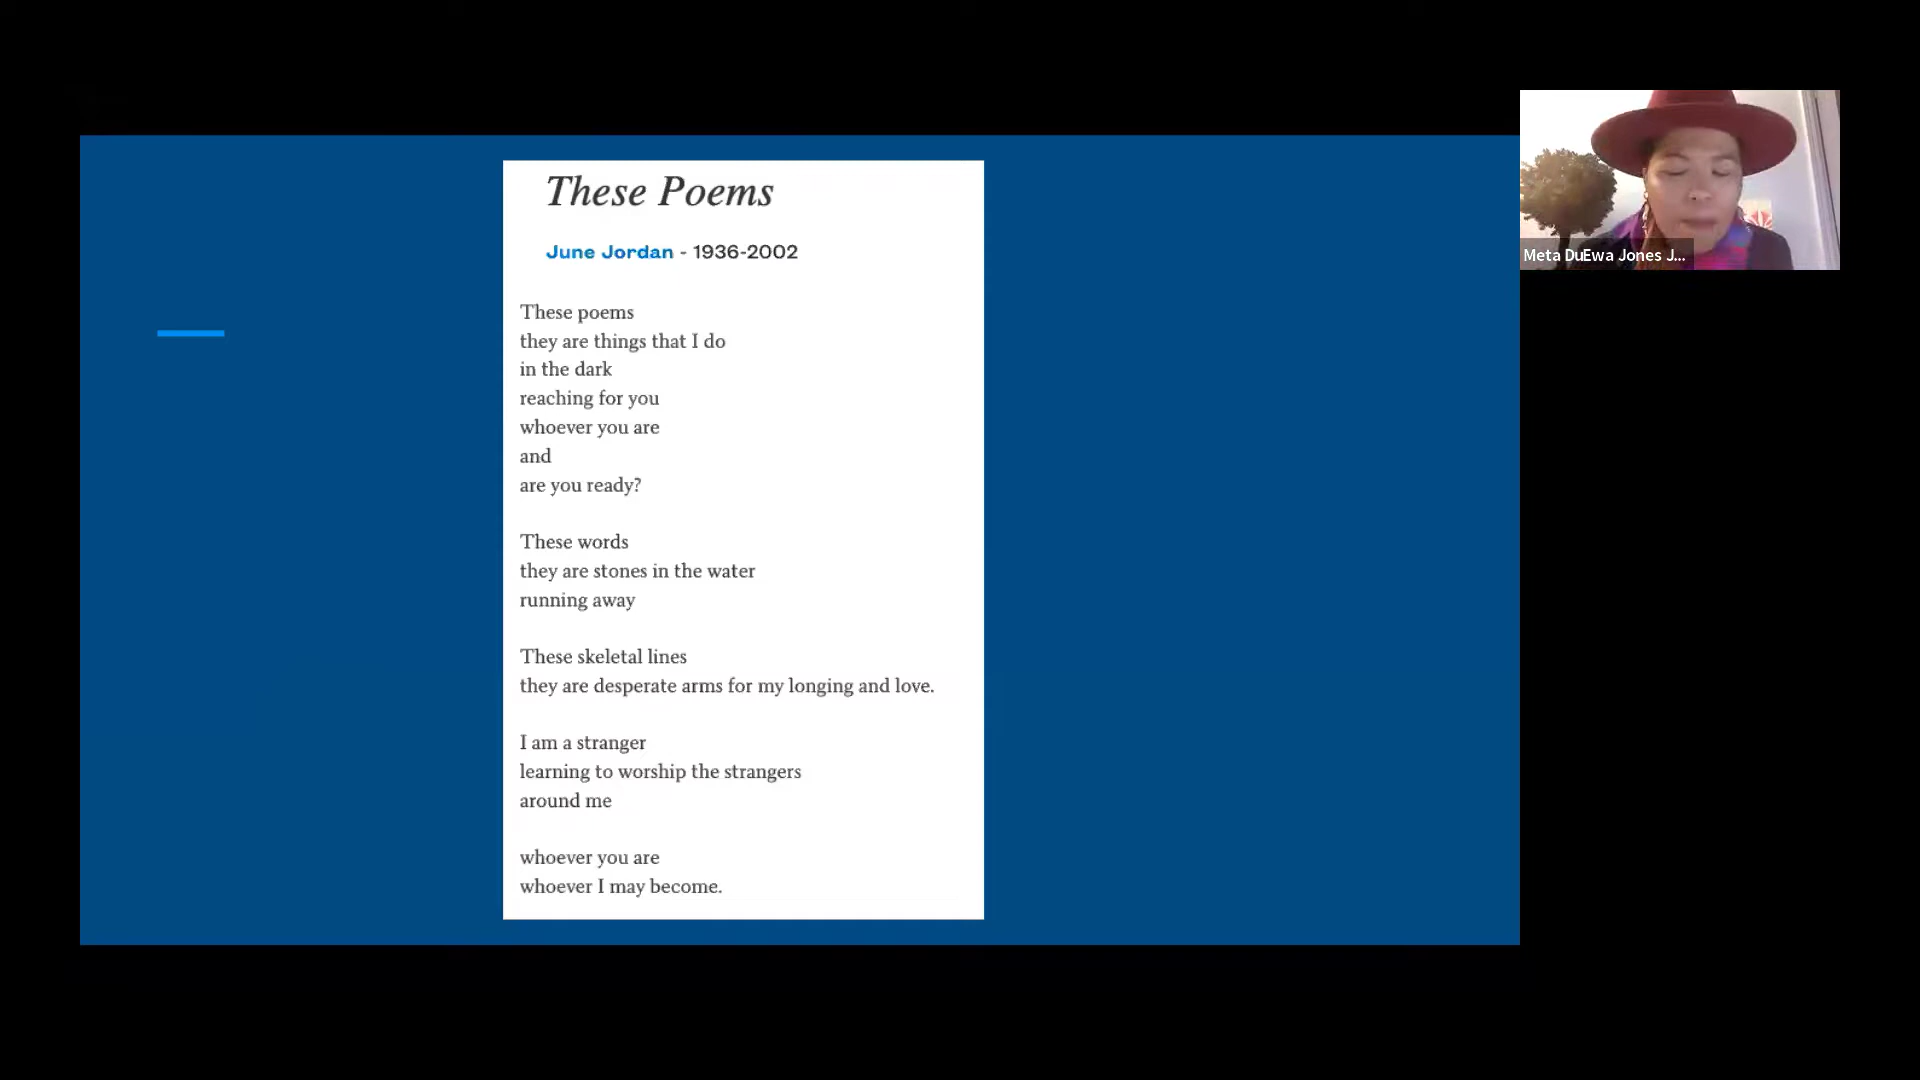 These Poems
June Jordan - 1936-2002
These poems
they are things that I do
in the dark
reaching for you
whoever you are
and
are you ready?
These words
they are stones in the water
running away
These skeletal lines
they are desperate arms for my longing and love.
I am a stranger
learning to worship the strangers
around me
whoever you are
whoever I may become.
Meta DuEwa Jones J...